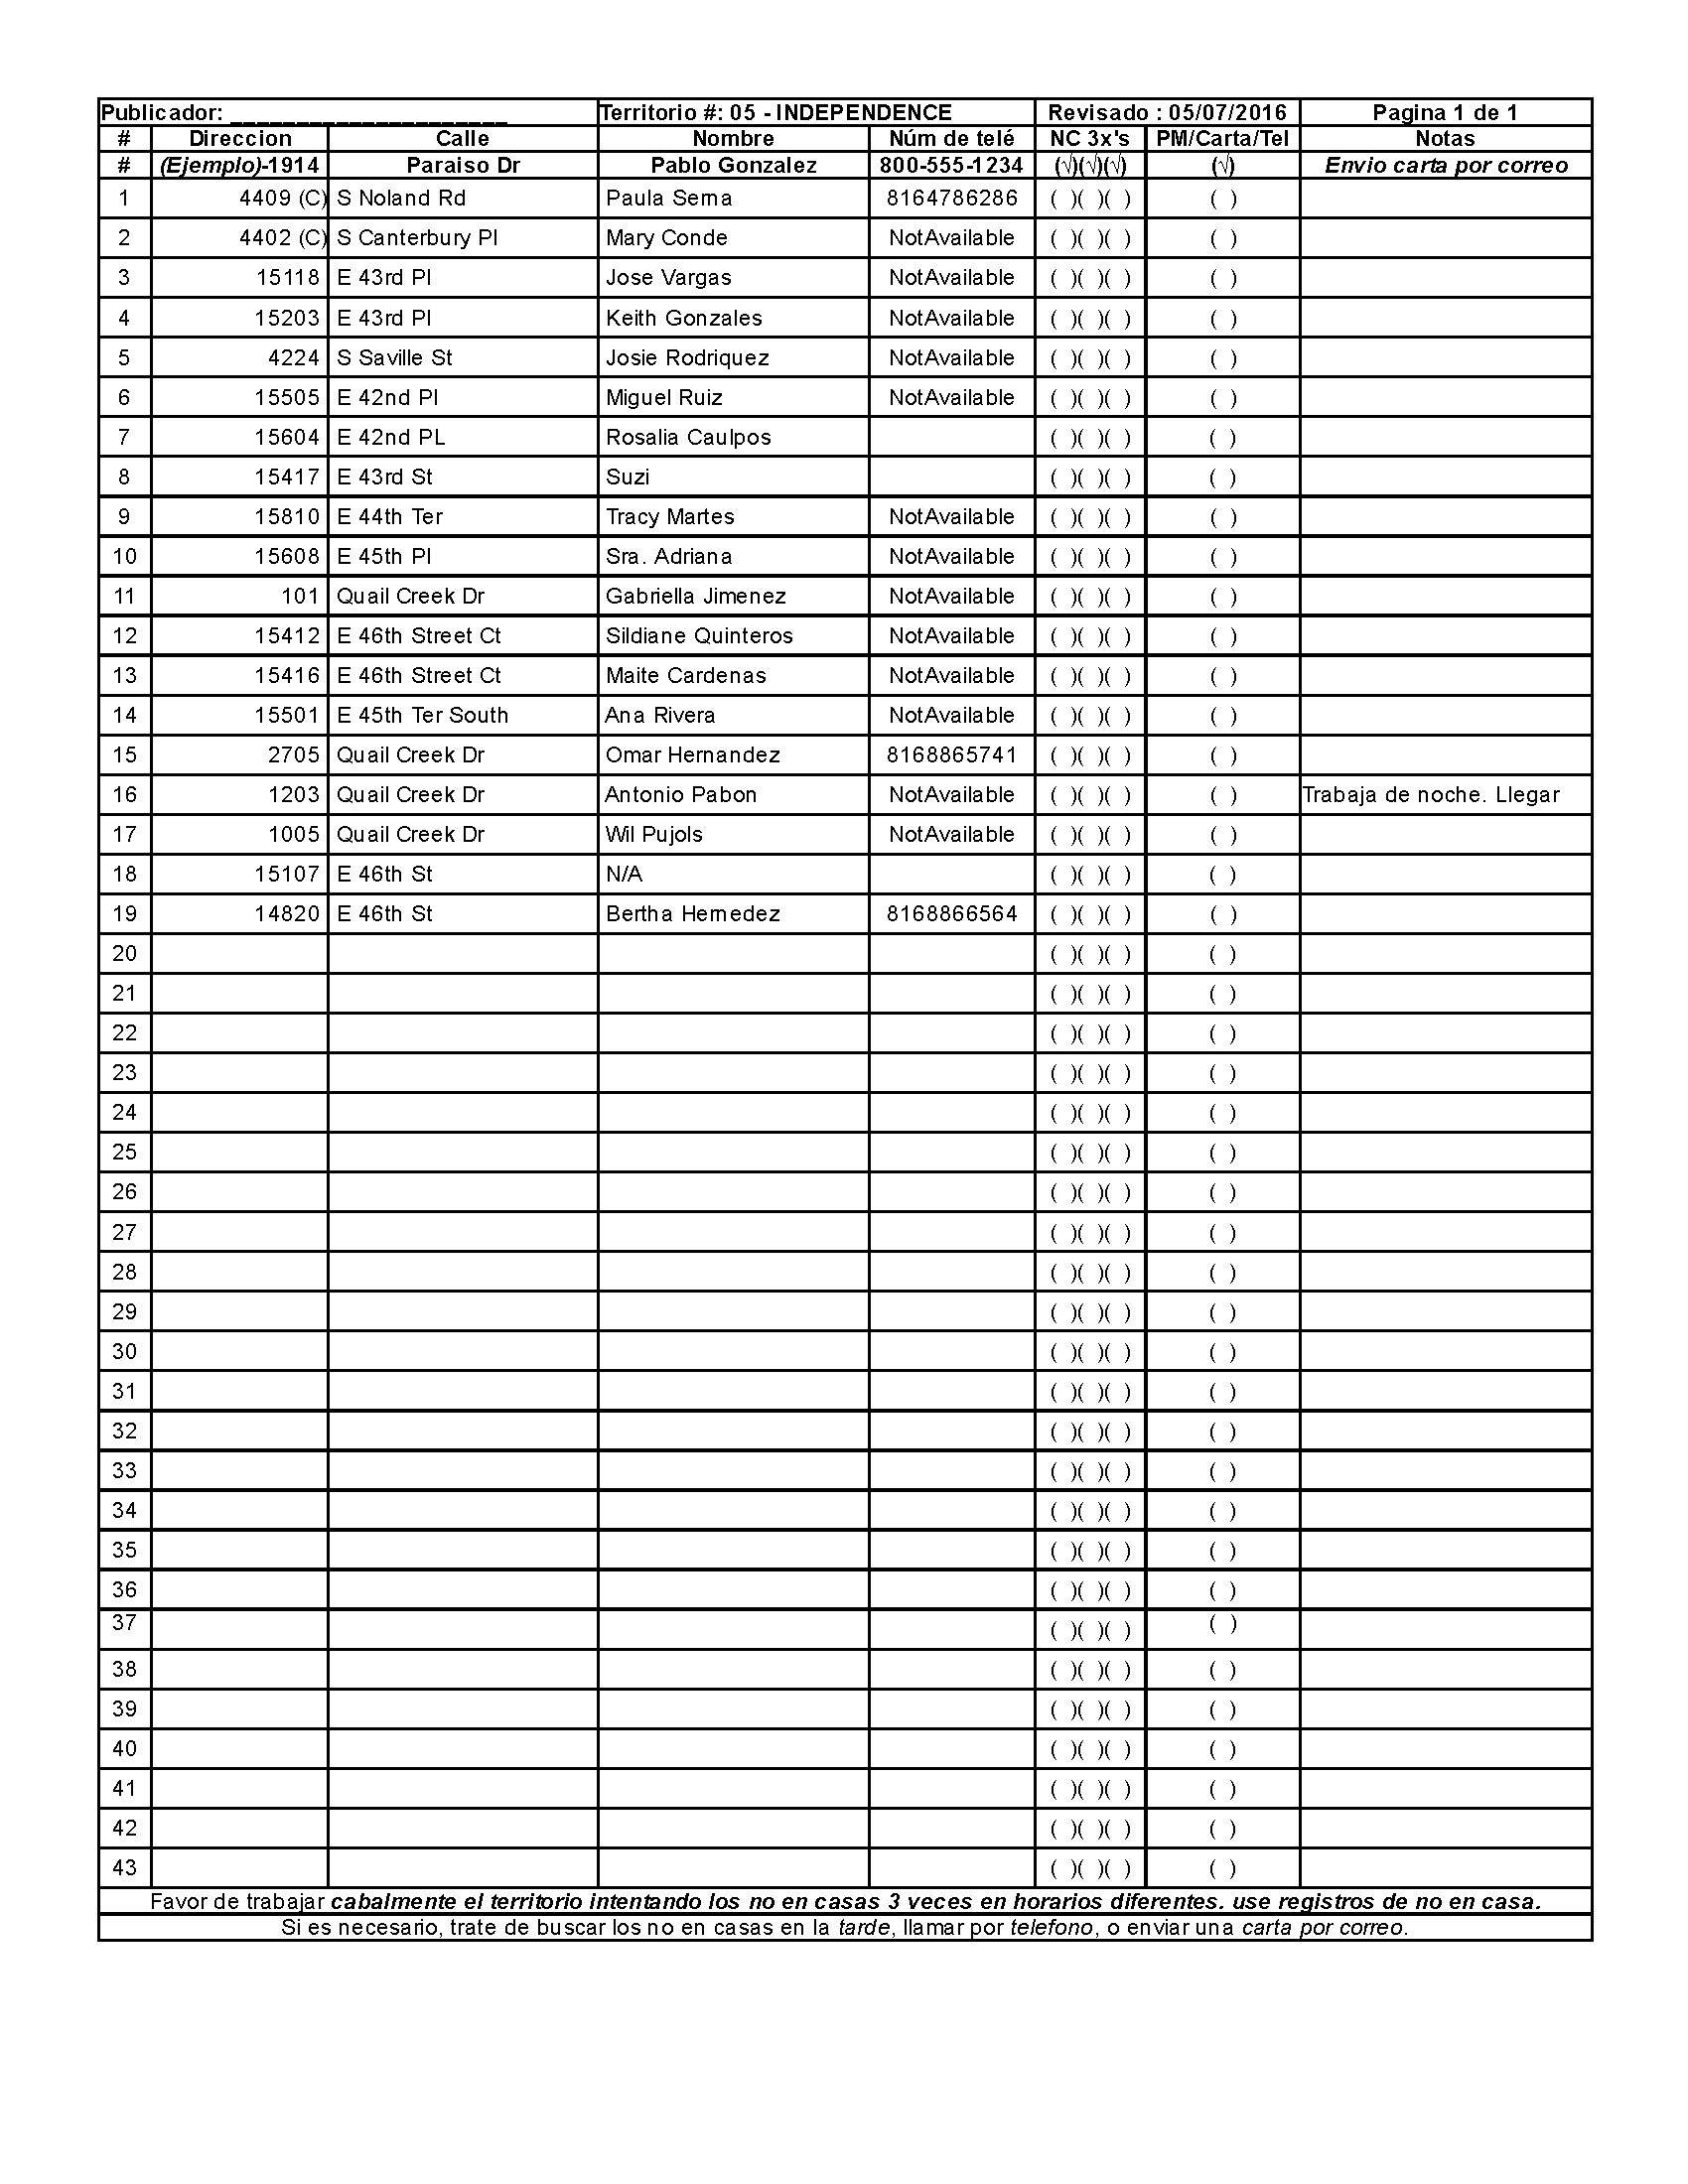 Publicador: _____________________ Territorio #: 05 - INDEPENDENCE Revisado : 05/07/2016 Pagina 1 de 1
# Direccion Calle Nombre Núm de telé NC 3x's PM/Carta/Tel Notas
# (Ejemplo)-1914 Paraiso Dr Pablo Gonzalez 800-555-1234 (√)(√)(√) (√) Envio carta por correo
1 4409 (C) S Noland Rd Paula Serna 8164786286 ( )( )( ) ( )
2 4402 (C) S Canterbury Pl Mary Conde NotAvailable ( )( )( ) ( )
3 15118 E 43rd Pl Jose Vargas NotAvailable ( )( )( ) ( )
4 15203 E 43rd Pl Keith Gonzales NotAvailable ( )( )( ) ( )
5 4224 S Saville St Josie Rodriquez NotAvailable ( )( )( ) ( )
6 15505 E 42nd Pl Miguel Ruiz NotAvailable ( )( )( ) ( )
7 15604 E 42nd PL Rosalia Caulpos ( )( )( ) ( )
8 15417 E 43rd St Suzi ( )( )( ) ( )
9 15810 E 44th Ter Tracy Martes NotAvailable ( )( )( ) ( )
10 15608 E 45th Pl Sra. Adriana NotAvailable ( )( )( ) ( )
11 101 Quail Creek Dr Gabriella Jimenez NotAvailable ( )( )( ) ( )
12 15412 E 46th Street Ct Sildiane Quinteros NotAvailable ( )( )( ) ( )
13 15416 E 46th Street Ct Maite Cardenas NotAvailable ( )( )( ) ( )
14 15501 E 45th Ter South Ana Rivera NotAvailable ( )( )( ) ( )
15 2705 Quail Creek Dr Omar Hernandez 8168865741 ( )( )( ) ( )
16 1203 Quail Creek Dr Antonio Pabon NotAvailable ( )( )( ) ( ) Trabaja de noche. Llegar
17 1005 Quail Creek Dr Wil Pujols NotAvailable ( )( )( ) ( )
18 15107 E 46th St N/A ( )( )( ) ( )
19 14820 E 46th St Bertha Hernedez 8168866564 ( )( )( ) ( )
20 ( )( )( ) ( )
21 ( )( )( ) ( )
22 ( )( )( ) ( )
23 ( )( )( ) ( )
24 ( )( )( ) ( )
25 ( )( )( ) ( )
26 ( )( )( ) ( )
27 ( )( )( ) ( )
28 ( )( )( ) ( )
29 ( )( )( ) ( )
30 ( )( )( ) ( )
31 ( )( )( ) ( )
32 ( )( )( ) ( )
33 ( )( )( ) ( )
34 ( )( )( ) ( )
35 ( )( )( ) ( )
36 ( )( )( ) ( )
37 ( )( )( ) ( )
38 ( )( )( ) ( )
39 ( )( )( ) ( )
40 ( )( )( ) ( )
41 ( )( )( ) ( )
42 ( )( )( ) ( )
43 ( )( )( ) ( )
Favor de trabajar cabalmente el territorio intentando los no en casas 3 veces en horarios diferentes. use registros de no en casa.
Si es necesario, trate de buscar los no en casas en la tarde, llamar por telefono, o enviar una carta por correo.